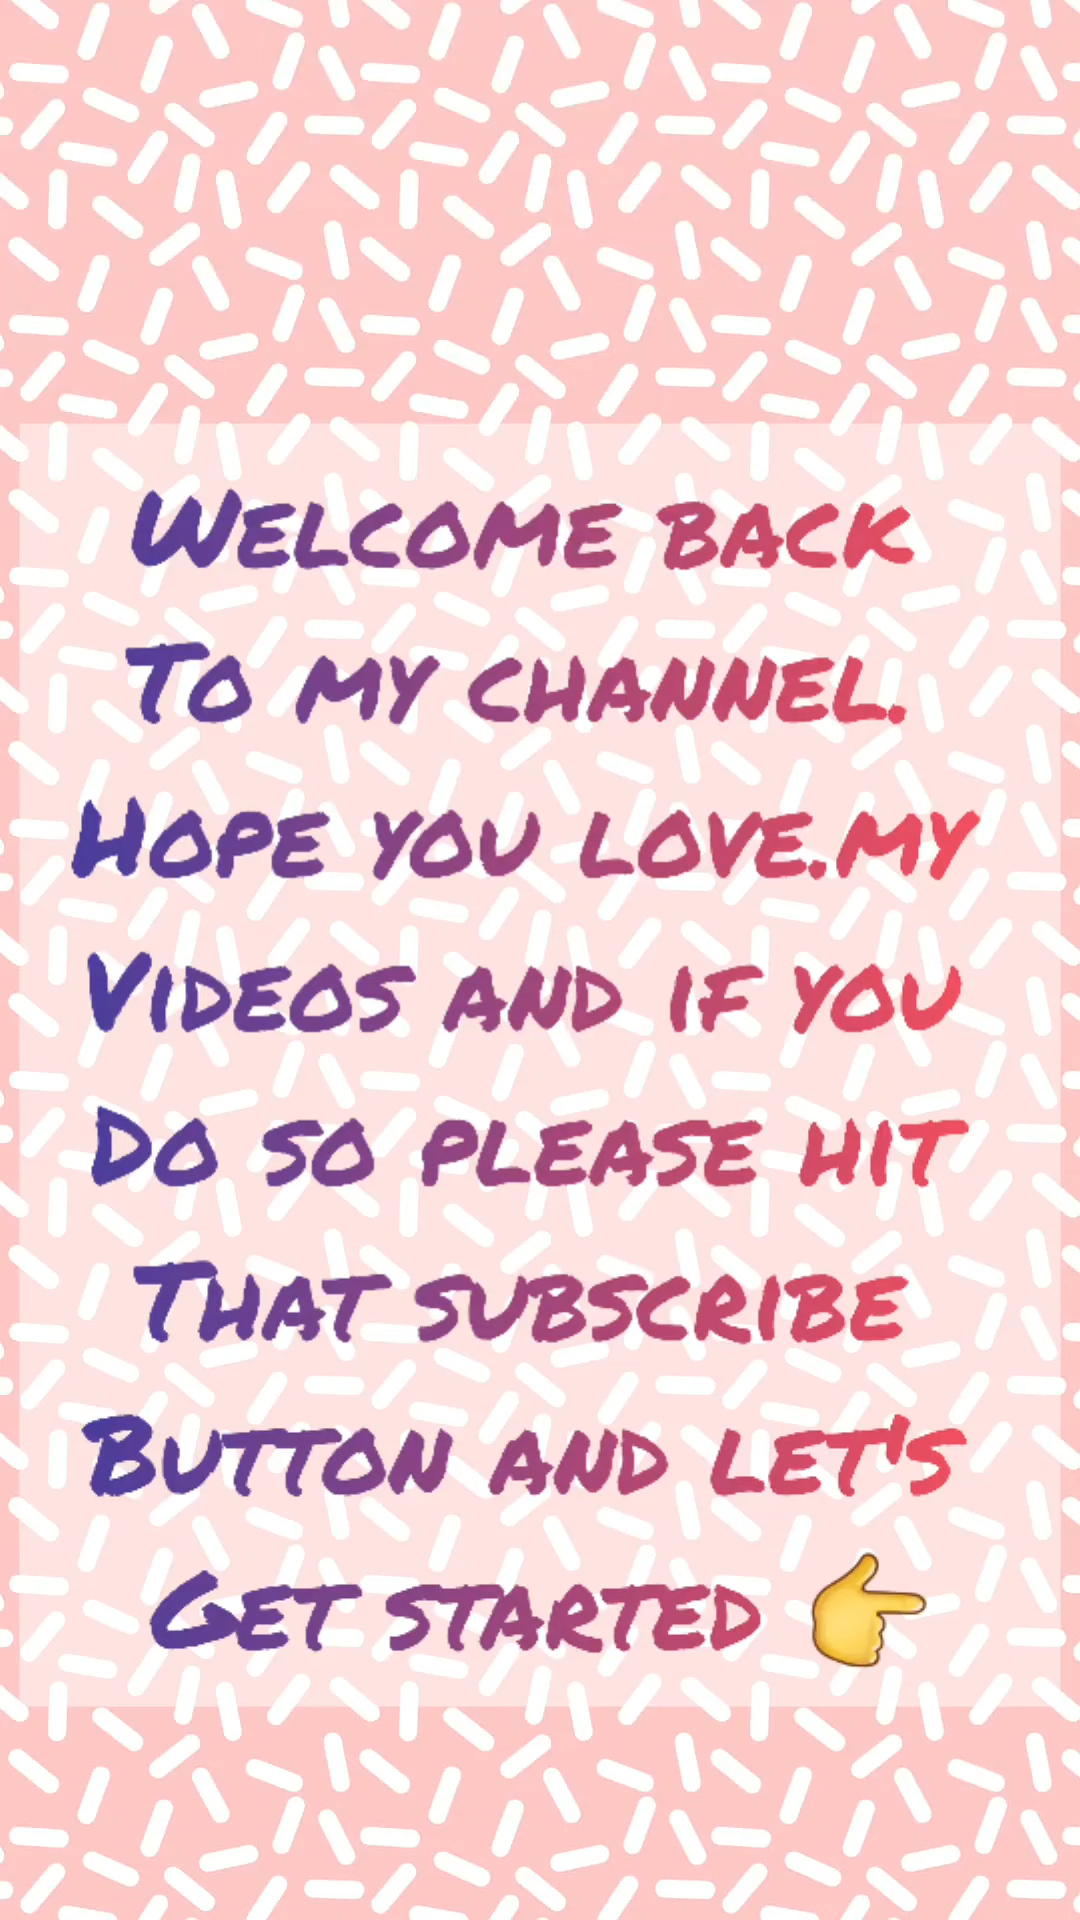 Welcome back
To my channel.
Hope you love.my
Videos and if you
Do so please hit
That subscribe
Button and let's
Get started 👉